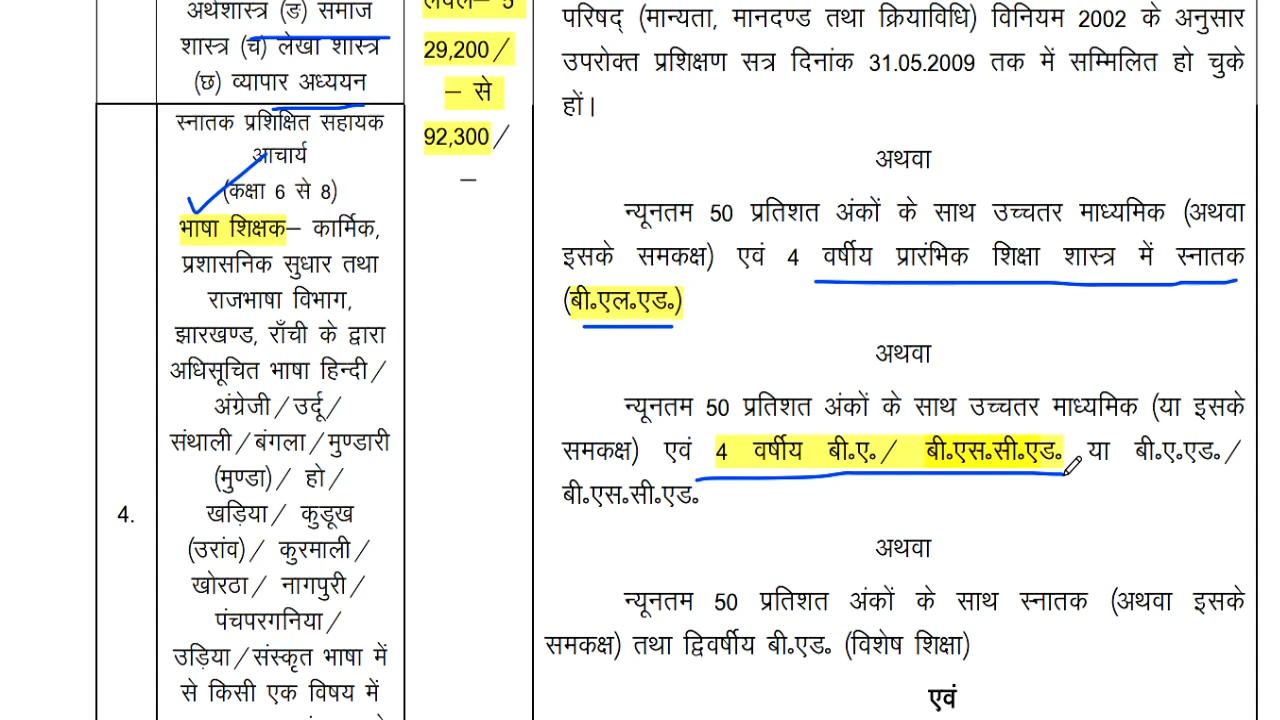 अर्थशास्त्र (ङ) समाज
शास्त्र (च) लेखा शास्त्र
(छ) व्यापार अध्ययन
4.
स्नातक प्रशिक्षित सहायक
आचार्य
(कक्षा 6 से 8)
भाषा शिक्षक– कार्मिक,
प्रशासनिक सुधार तथा
राजभाषा विभाग,
झारखण्ड, राँची के द्वारा
अधिसूचित भाषा हिन्दी/
अंग्रेजी/उर्दू/
संथाली/बंगला/मुण्डारी
(मुण्डा)/ हो/
खड़िया/ कुडूख
(उरांव)/ कुरमाली/
खोरठा/ नागपुरी/
पंचपरगनिया/
उड़िया/संस्कृत भाषा में
से किसी एक विषय में
लेवल– 5
29,200/
– से
92,300/
–
परिषद् (मान्यता, मानदण्ड तथा क्रियाविधि) विनियम 2002 के अनुसार
उपरोक्त प्रशिक्षण सत्र दिनांक 31.05.2009 तक में सम्मिलित हो चुके
हों।
अथवा
न्यूनतम 50 प्रतिशत अंकों के साथ उच्चतर माध्यमिक (अथवा
इसके समकक्ष) एवं 4 वर्षीय प्रारंभिक शिक्षा शास्त्र में स्नातक
(बी॰एल॰एड॰)
अथवा
न्यूनतम 50 प्रतिशत अंकों के साथ उच्चतर माध्यमिक (या इसके
समकक्ष) एवं 4 वर्षीय बी॰ए॰/ बी॰एस॰सी॰एड॰ या बी॰ए॰एड॰/
बी॰एस॰सी॰एड॰
अथवा
न्यूनतम 50 प्रतिशत अंकों के साथ स्नातक (अथवा इसके
समकक्ष) तथा द्विवर्षीय बी॰एड॰ (विशेष शिक्षा)
एवं